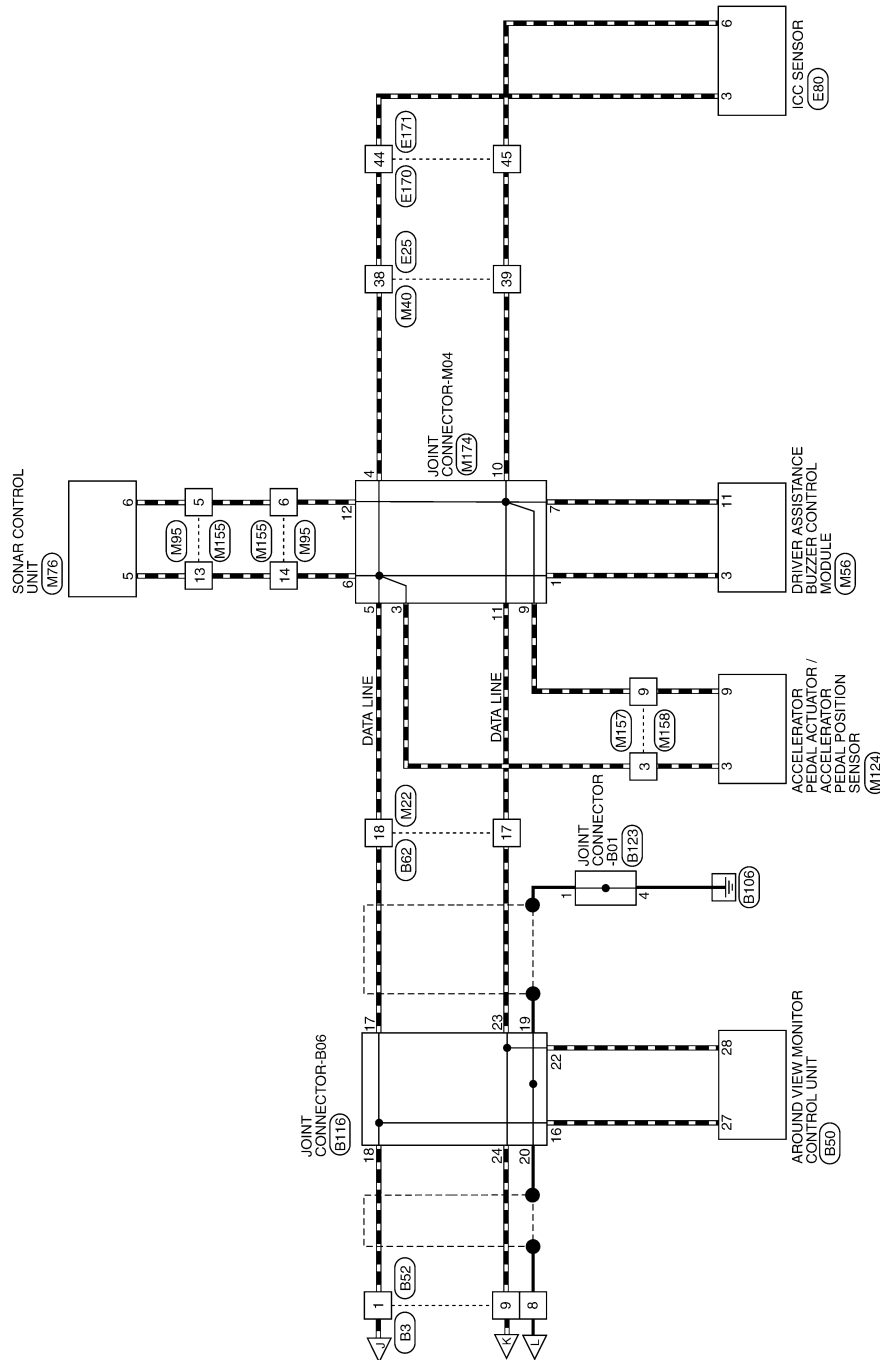 SONAR CONTROL
UNIT
M76
5
6
13
5
M95
M155
14
6
M155
M95
6
12
JOINT
CONNECTOR-M04
M174
5
3
11
9
4
10
1
7
38
39
M40
E25
44
45
E170
E171
3
6
ICC SENSOR
E80
3
11
DRIVER ASSISTANCE
BUZZER CONTROL
MODULE
M56
DATA LINE
DATA LINE
3
9
M157
M158
3
9
ACCELERATOR
PEDAL ACTUATOR /
ACCELERATOR
PEDAL POSITION
SENSOR
M124
18
17
B62
M22
JOINT
CONNECTOR
-B01
B123
1
4
B106
JOINT
CONNECTOR-B06
B116
18
24
20
17
23
19
16
22
27
28
AROUND VIEW MONITOR
CONTROL UNIT
B50
1
9
8
B3
B52
J
K
L